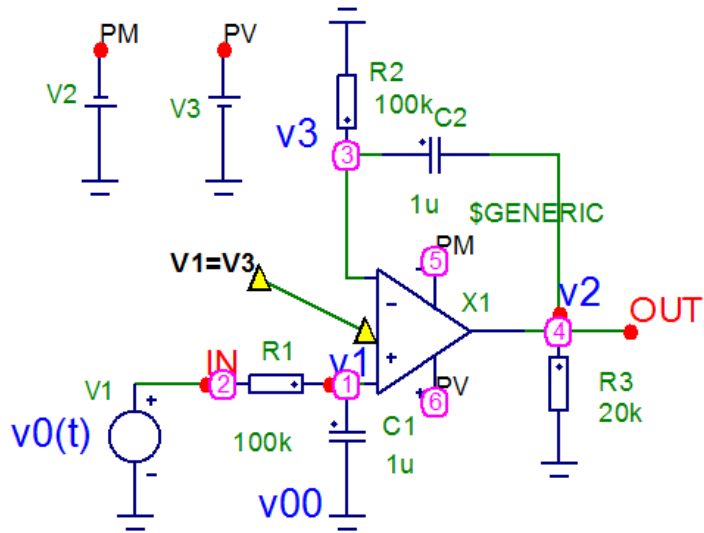 PM
PV
V2
V3
R2
100k
C2
v3
3
1u
$GENERIC
PM
5
V1=V3
X1
v2
OUT
4
IN
R1
v1
V1
2
1
PV
6
R3
20k
v0(t)
100k
C1
1u
v00